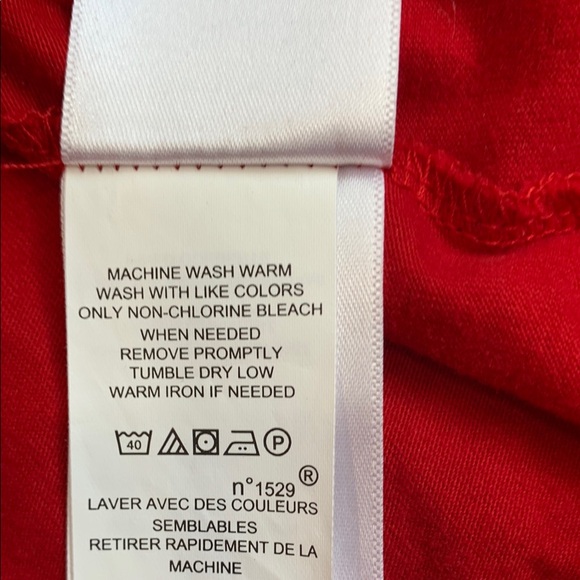 MACHINE WASH WARM
WASH WITH LIKE COLORS
ONLY NON-CHLORINE BLEACH
WHEN NEEDED
REMOVE PROMPTLY
TUMBLE DRY LOW
WARM IRON IF NEEDED
40 P
n°1529 ®
LAVER AVEC DES COULEURS
SEMBLABLES
RETIRER RAPIDEMENT DE LA
MACHINE